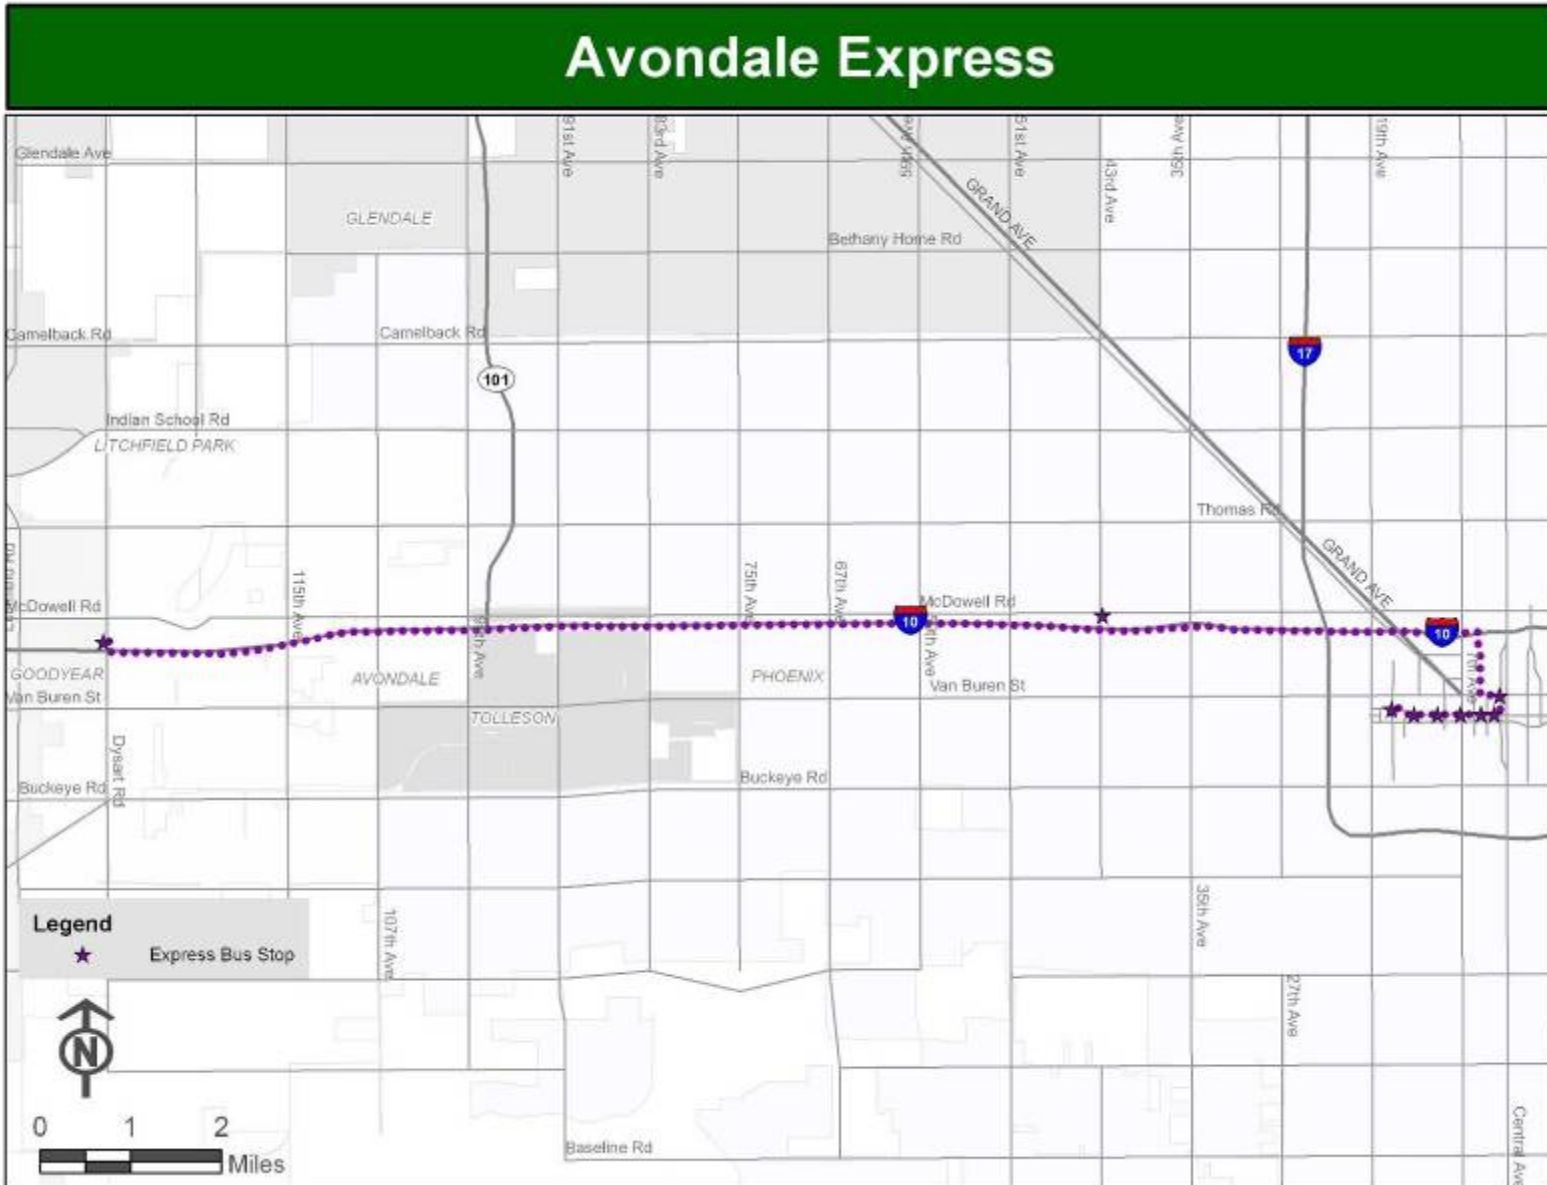 Avondale Express
Glendale Ave
91st Ave
83rd Ave
51st Ave
43rd Ave
35th Ave
19th Ave
GRAND AVE
GLENDALE
Bethany Home Rd
Camelback Rd
Camelback Rd
17
101
Indian School Rd
LITCHFIELD PARK
Thomas Rd
GRAND AVE
115th Ave
75th Ave
67th Ave
McDowell Rd
McDowell Rd
10
10
7th Ave
GOODYEAR
AVONDALE
PHOENIX
Van Buren St
Van Buren St
TOLLESON
Dysart Rd
Buckeye Rd
Buckeye Rd
Legend
Express Bus Stop
107th Ave
35th Ave
27th Ave
N
0 1 2
Miles
Baseline Rd
Central Ave